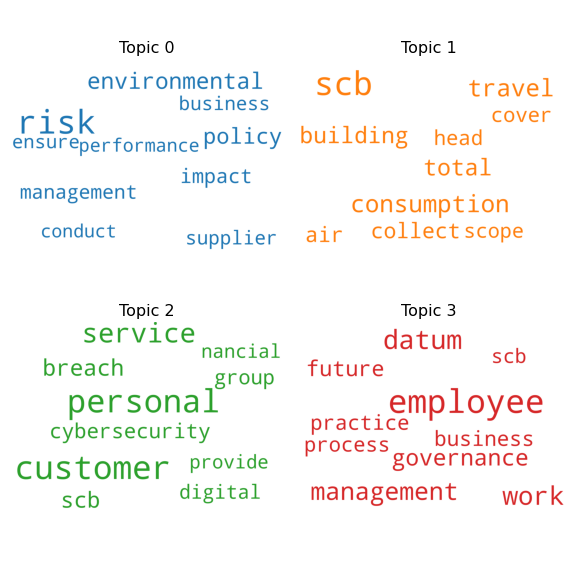 Topic 0
environmental
business
risk
policy
ensure
performance
impact
management
conduct
supplier
Topic 1
scb
travel
cover
building
head
total
consumption
collect
scope
air
Topic 2
service
nancial
breach
group
personal
cybersecurity
customer
provide
digital
scb
Topic 3
datum
scb
future
employee
practice
business
process
governance
management
work